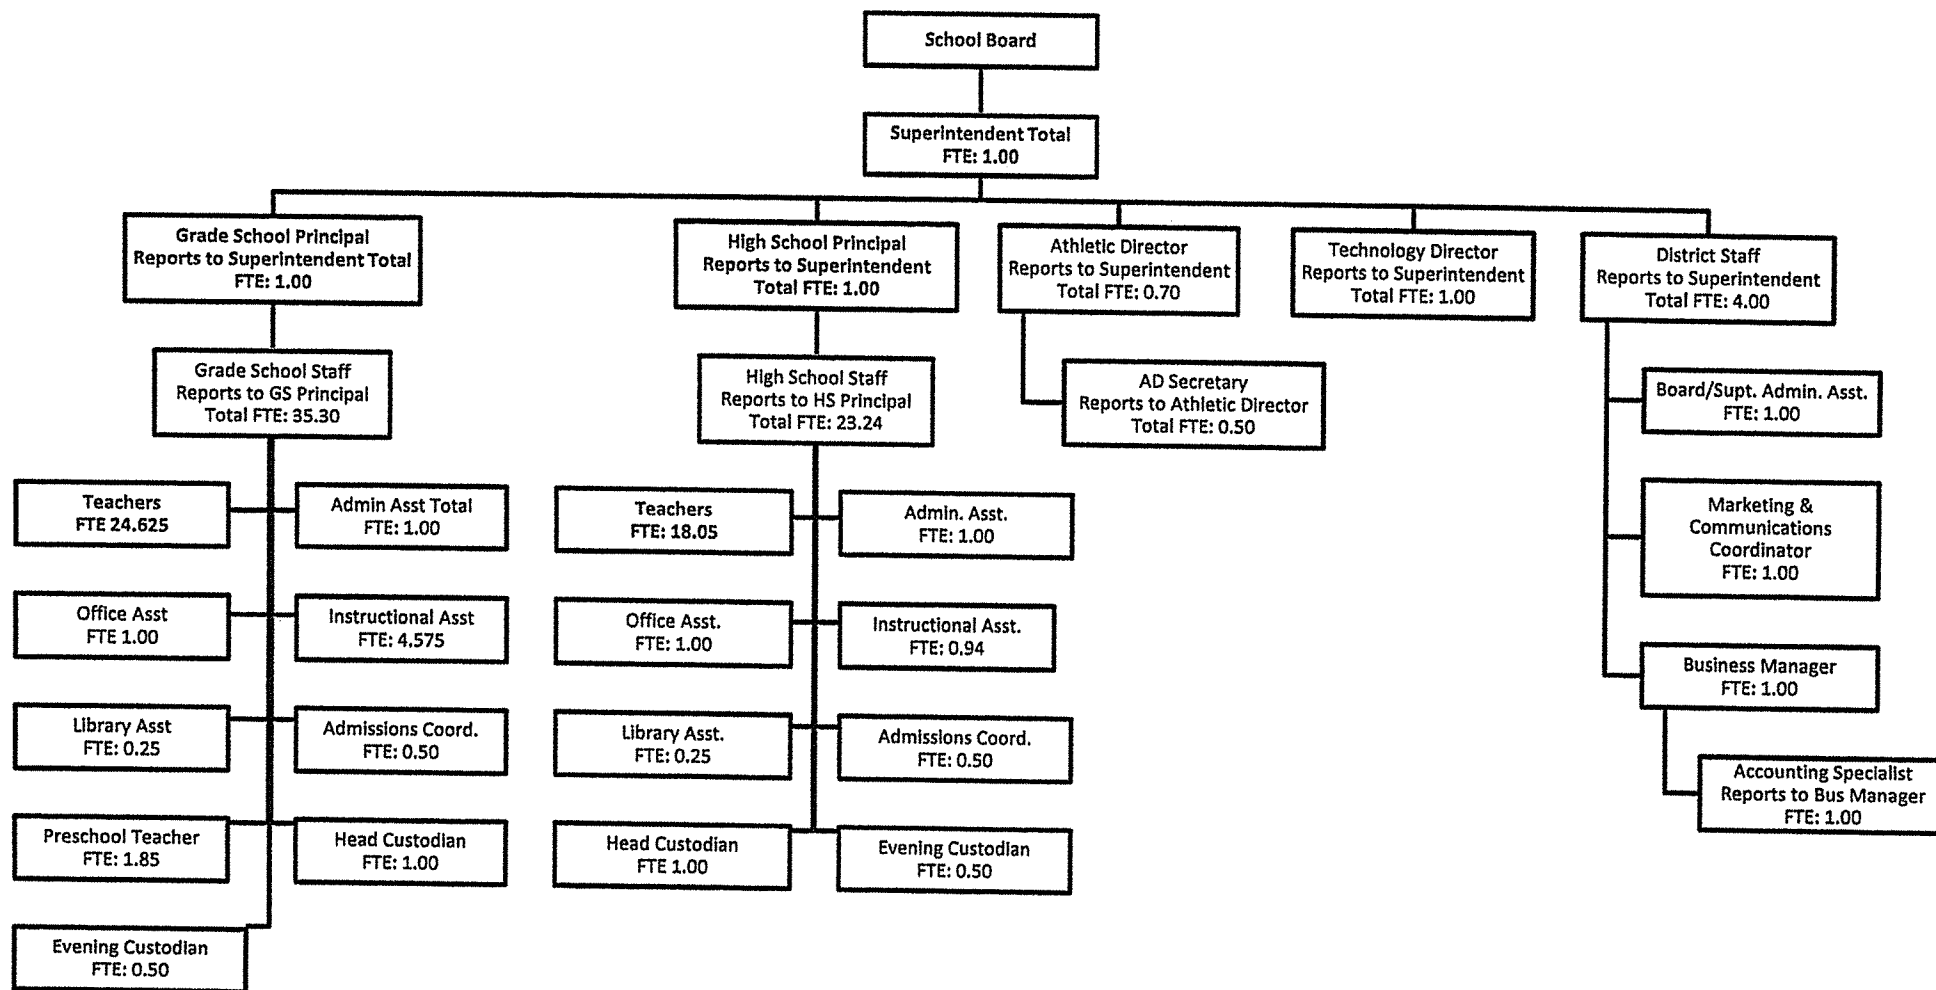 School Board
Superintendent Total
FTE: 1.00
Grade School Principal
Reports to Superintendent Total
FTE: 1.00
High School Principal
Reports to Superintendent
Total FTE: 1.00
Athletic Director
Reports to Superintendent
Total FTE: 0.70
Technology Director
Reports to Superintendent
Total FTE: 1.00
District Staff
Reports to Superintendent
Total FTE: 4.00
Grade School Staff
Reports to GS Principal
Total FTE: 35.30
High School Staff
Reports to HS Principal
Total FTE: 23.24
AD Secretary
Reports to Athletic Director
Total FTE: 0.50
Board/Supt. Admin. Asst.
FTE: 1.00
Teachers
FTE 24.625
Admin Asst Total
FTE: 1.00
Teachers
FTE: 18.05
Admin. Asst.
FTE: 1.00
Marketing &
Communications
Coordinator
FTE: 1.00
Office Asst
FTE 1.00
Instructional Asst
FTE: 4.575
Office Asst.
FTE: 1.00
Instructional Asst.
FTE: 0.94
Business Manager
FTE: 1.00
Library Asst
FTE: 0.25
Admissions Coord.
FTE: 0.50
Library Asst.
FTE: 0.25
Admissions Coord.
FTE: 0.50
Accounting Specialist
Reports to Bus Manager
FTE: 1.00
Preschool Teacher
FTE: 1.85
Head Custodian
FTE: 1.00
Head Custodian
FTE 1.00
Evening Custodian
FTE: 0.50
Evening Custodian
FTE: 0.50